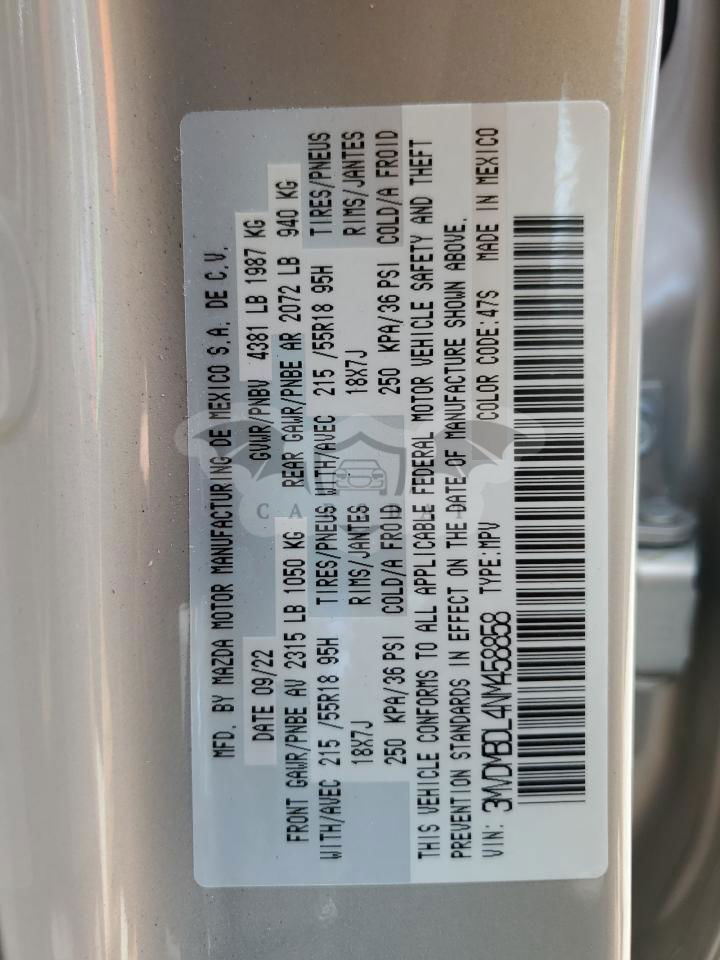 MFD. BY MAZDA MOTOR MANUFACTURING DE MEXICO S.A. DE C.V.
DATE 09/22 GVWR/PNBV 4381 LB 1987 KG
FRONT GAWR/PNBE AV 2315 LB 1050 KG REAR GAWR/PNBE AR 2072 LB 940 KG
WITH/AVEC 215 /55R18 95H TIRES/PNEUS WITH/AVEC 215 /55R18 95H TIRES/PNEUS
18X7J RIMS/JANTES 18X7J RIMS/JANTES
250 KPA/36 PSI COLD/A FROID 250 KPA/36 PSI COLD/A FROID
THIS VEHICLE CONFORMS TO ALL APPLICABLE FEDERAL MOTOR VEHICLE SAFETY AND THEFT
PREVENTION STANDARDS IN EFFECT ON THE DATE OF MANUFACTURE SHOWN ABOVE.
VIN: 3MVDMBDL4NM458858 TYPE:MPV COLOR CODE:47S MADE IN MEXICO